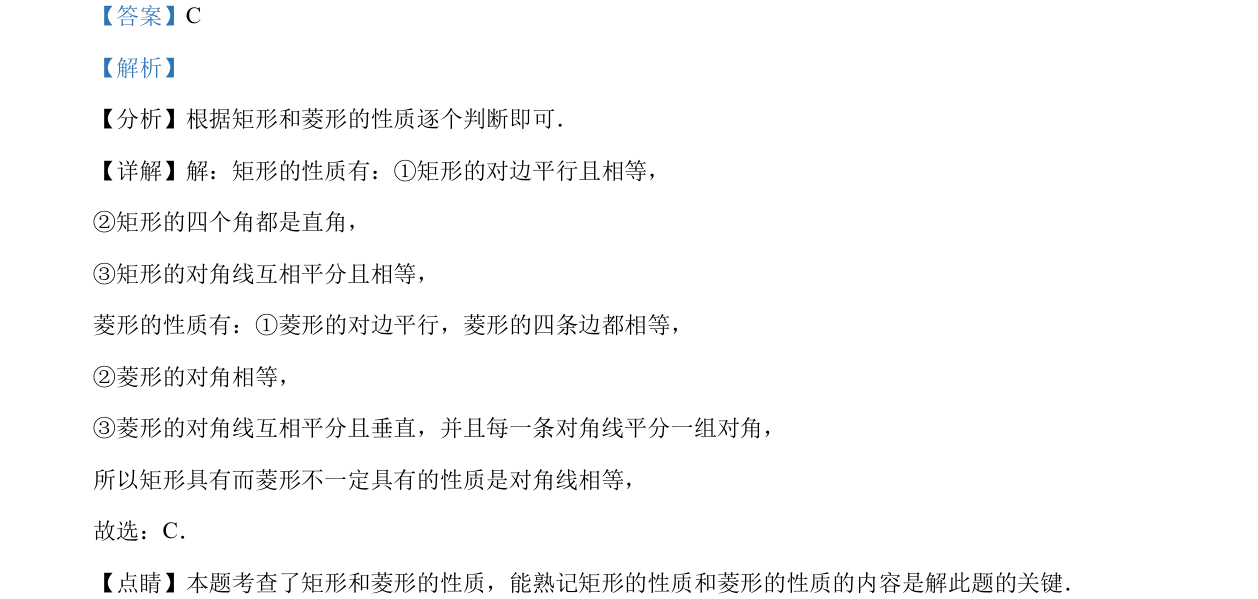 【答案】C
【解析】
【分析】根据矩形和菱形的性质逐个判断即可．
【详解】解：矩形的性质有：①矩形的对边平行且相等，
②矩形的四个角都是直角，
③矩形的对角线互相平分且相等，
菱形的性质有：①菱形的对边平行，菱形的四条边都相等，
②菱形的对角相等，
③菱形的对角线互相平分且垂直，并且每一条对角线平分一组对角，
所以矩形具有而菱形不一定具有的性质是对角线相等，
故选：C．
【点睛】本题考查了矩形和菱形的性质，能熟记矩形的性质和菱形的性质的内容是解此题的关键．